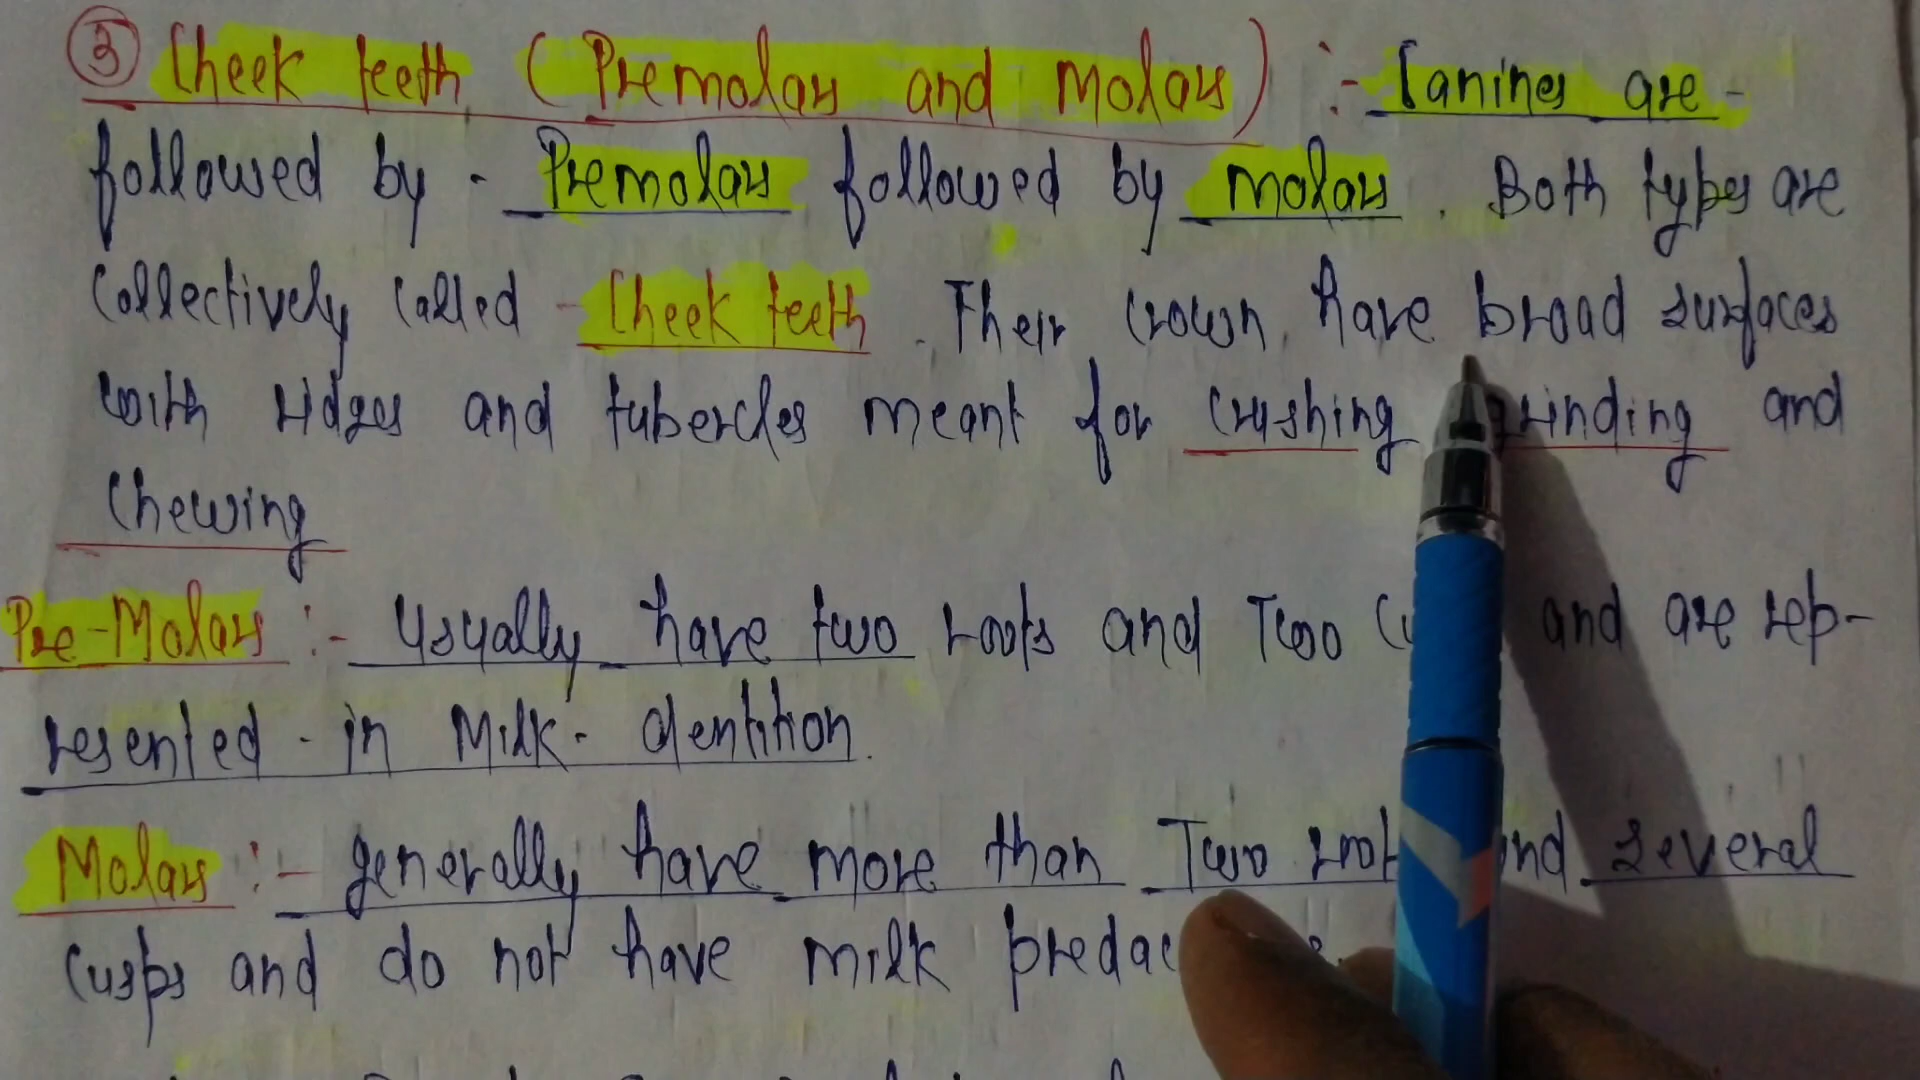 ③ Cheek teeth (Premolars and Molars) :- Canines are -
followed by - Premolars followed by molars. Both types are
Collectively Called - Cheek teeth. Their crown have broad surfaces
with ridges and tubercles meant for crushing grinding and
Chewing
Pre-Molars :- Usually have two roots and Two and are rep-
resented - in Milk - dentition.
Molars :- generally have more than Two and several
Cusps and do not have milk